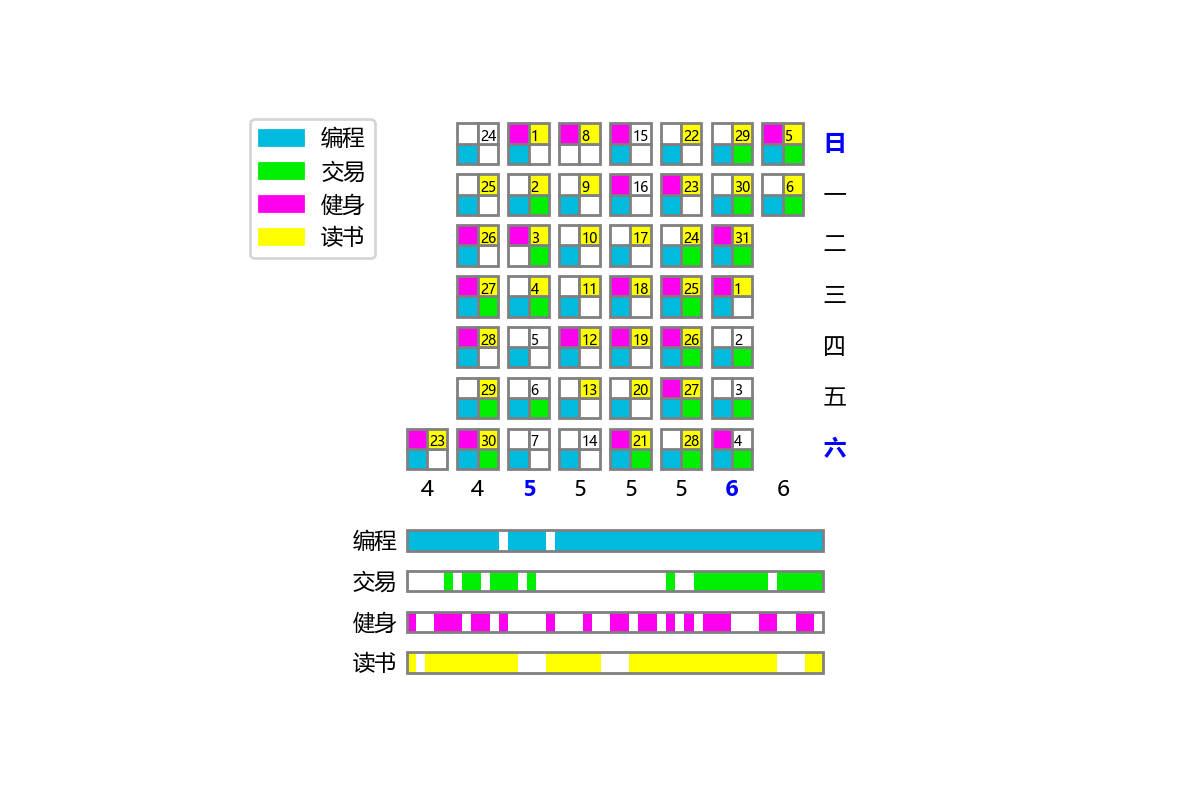 编程
交易
健身
读书
24 1 8 15 22 29 5 日
25 2 9 16 23 30 6 一
26 3 10 17 24 31 二
27 4 11 18 25 1 三
28 5 12 19 26 2 四
29 6 13 20 27 3 五
23 30 7 14 21 28 4 六
4 4 5 5 5 5 6 6
编程
交易
健身
读书